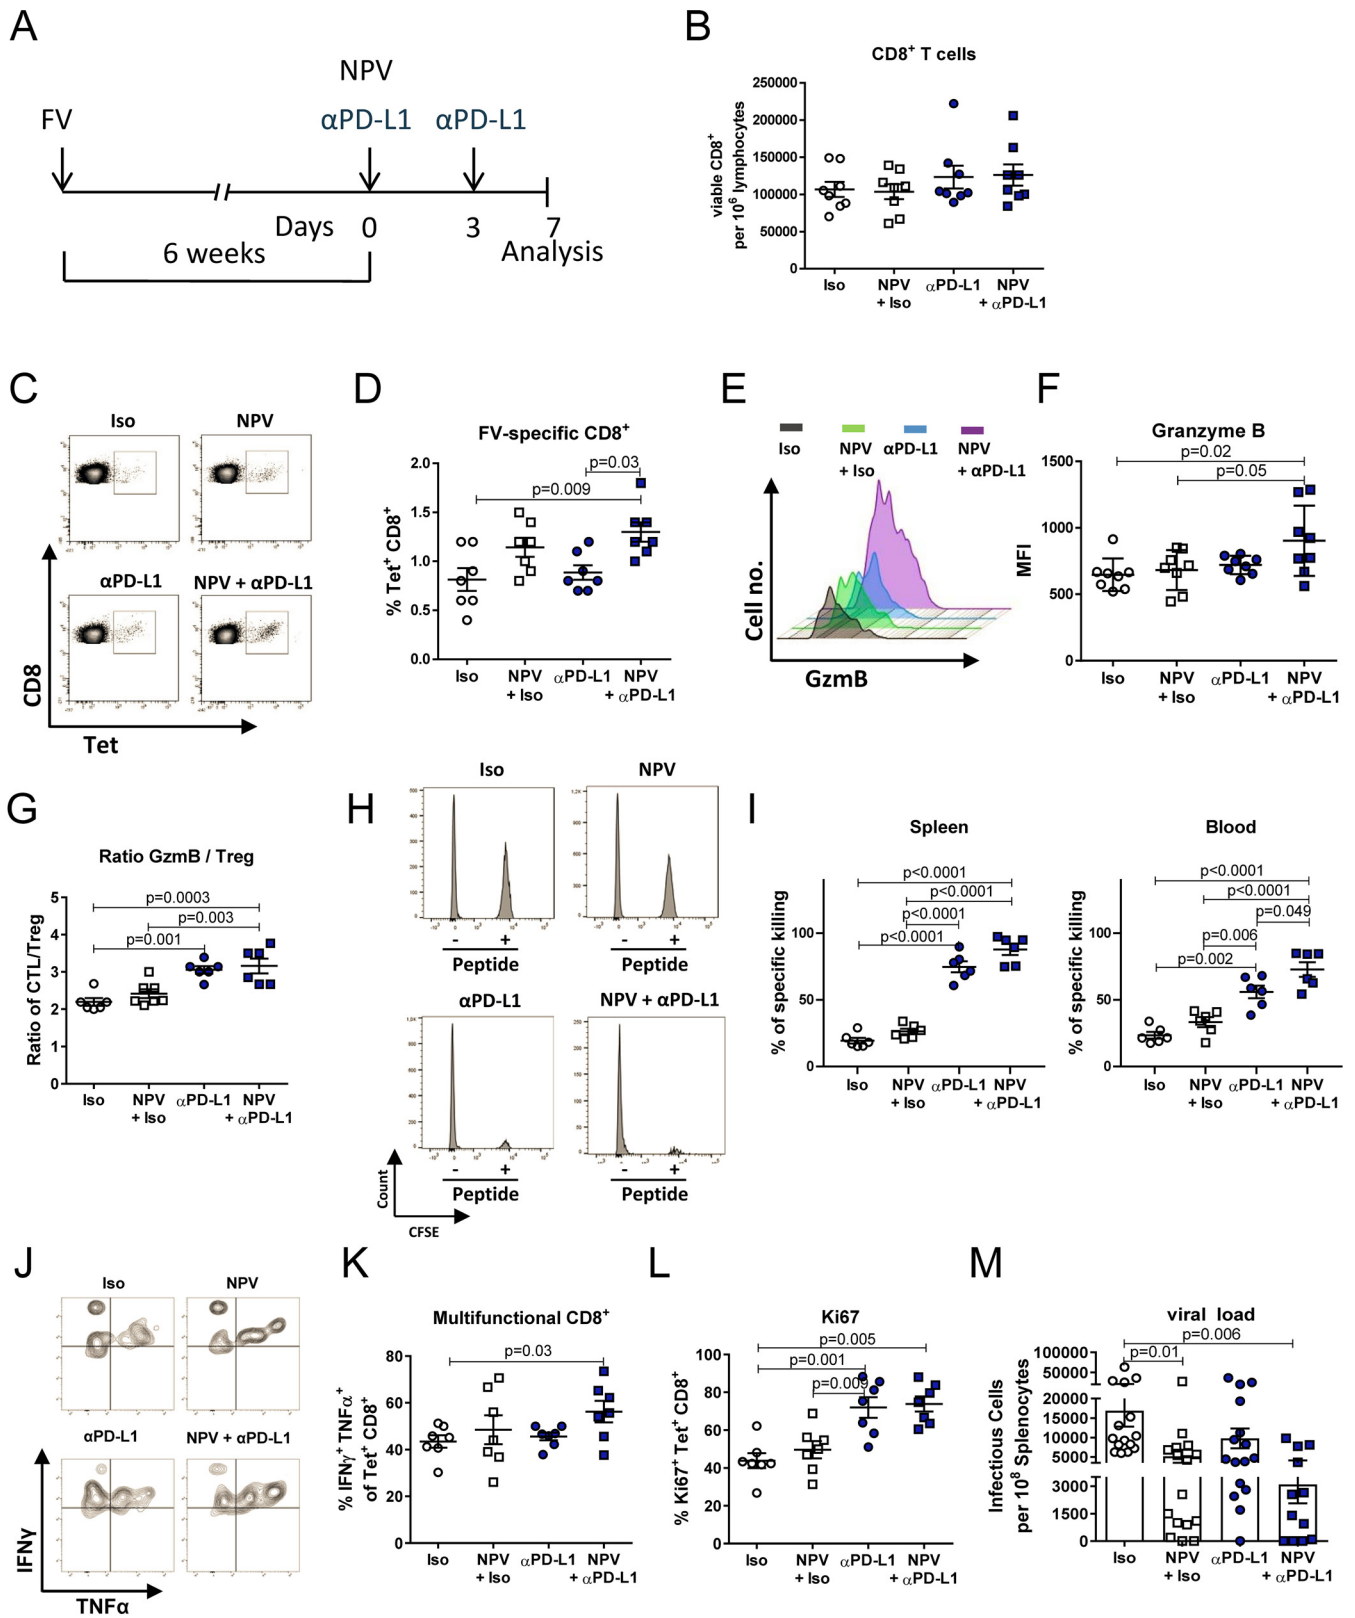 A
NPV
FV
αPD-L1
αPD-L1
Days
0
3
7
6 weeks
Analysis
B
CD8+ T cells
viable CD8+
per 10^6 lymphocytes
250000
200000
150000
100000
50000
0
Iso
NPV
+ Iso
αPD-L1
NPV
+ αPD-L1
C
Iso
NPV
αPD-L1
NPV + αPD-L1
CD8
Tet
D
FV-specific CD8+
% Tet+ CD8+
2.0
1.5
1.0
0.5
0.0
p=0.03
p=0.009
Iso
NPV
+ Iso
αPD-L1
NPV
+ αPD-L1
E
Iso
NPV
+ Iso
αPD-L1
NPV
+ αPD-L1
Cell no.
GzmB
F
Granzyme B
p=0.02
p=0.05
MFI
1500
1000
500
0
Iso
NPV
+ Iso
αPD-L1
NPV
+ αPD-L1
G
Ratio GzmB / Treg
Ratio of CTL/Treg
5
4
3
2
1
0
p=0.0003
p=0.003
p=0.001
Iso
NPV
+ Iso
αPD-L1
NPV
+ αPD-L1
H
Iso
NPV
- +
Peptide
- +
Peptide
αPD-L1
NPV + αPD-L1
- +
Peptide
- +
Peptide
Count
CFSE
I
Spleen
% of specific killing
100
50
0
p<0.0001
p<0.0001
p<0.0001
p<0.0001
Iso
NPV
+ Iso
αPD-L1
NPV
+ αPD-L1
Blood
% of specific killing
100
50
0
p<0.0001
p<0.0001
p=0.049
p=0.006
p=0.002
Iso
NPV
+ Iso
αPD-L1
NPV
+ αPD-L1
J
Iso
NPV
αPD-L1
NPV + αPD-L1
IFNγ
TNFα
K
Multifunctional CD8+
% IFNγ+ TNFα+
of Tet+ CD8+
80
60
40
20
0
p=0.03
Iso
NPV
+ Iso
αPD-L1
NPV
+ αPD-L1
L
Ki67
% Ki67+ Tet+ CD8+
100
80
60
40
20
0
p=0.005
p=0.001
p=0.009
Iso
NPV
+ Iso
αPD-L1
NPV
+ αPD-L1
M
viral load
Infectious Cells
per 10^8 Splenocytes
100000
50000
20000
15000
10000
5000
3000
1500
0
p=0.006
p=0.01
Iso
NPV
+ Iso
αPD-L1
NPV
+ αPD-L1